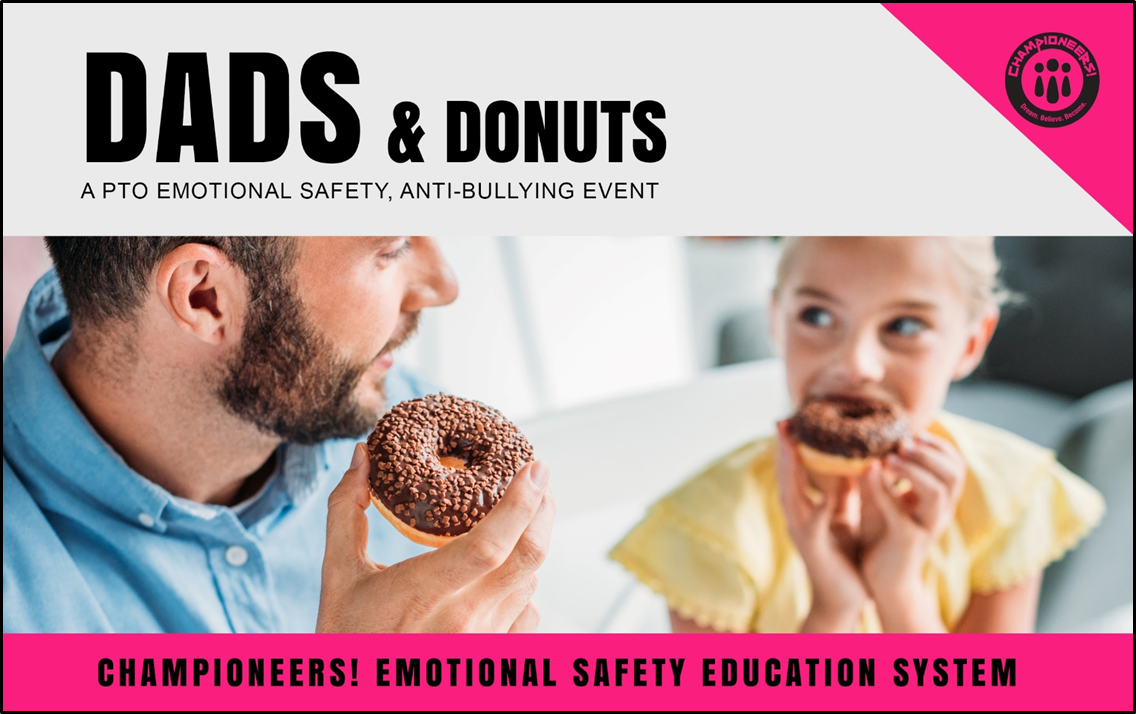 DADS & DONUTS
A PTO EMOTIONAL SAFETY, ANTI-BULLYING EVENT
CHAMPIONEERS!
Dream. Believe. Become.
CHAMPIONEERS! EMOTIONAL SAFETY EDUCATION SYSTEM